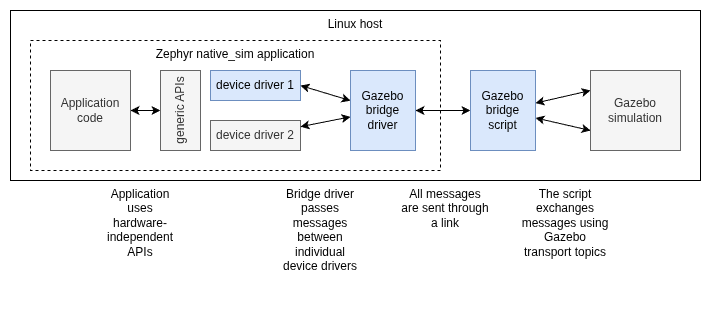 Linux host
Zephyr native_sim application
Application
code
generic APIs
device driver 1
device driver 2
Gazebo
bridge
driver
Gazebo
bridge
script
Gazebo
simulation
Application
uses
hardware-
independent
APIs
Bridge driver
passes
messages
between
individual
device drivers
All messages
are sent through
a link
The script
exchanges
messages using
Gazebo
transport topics